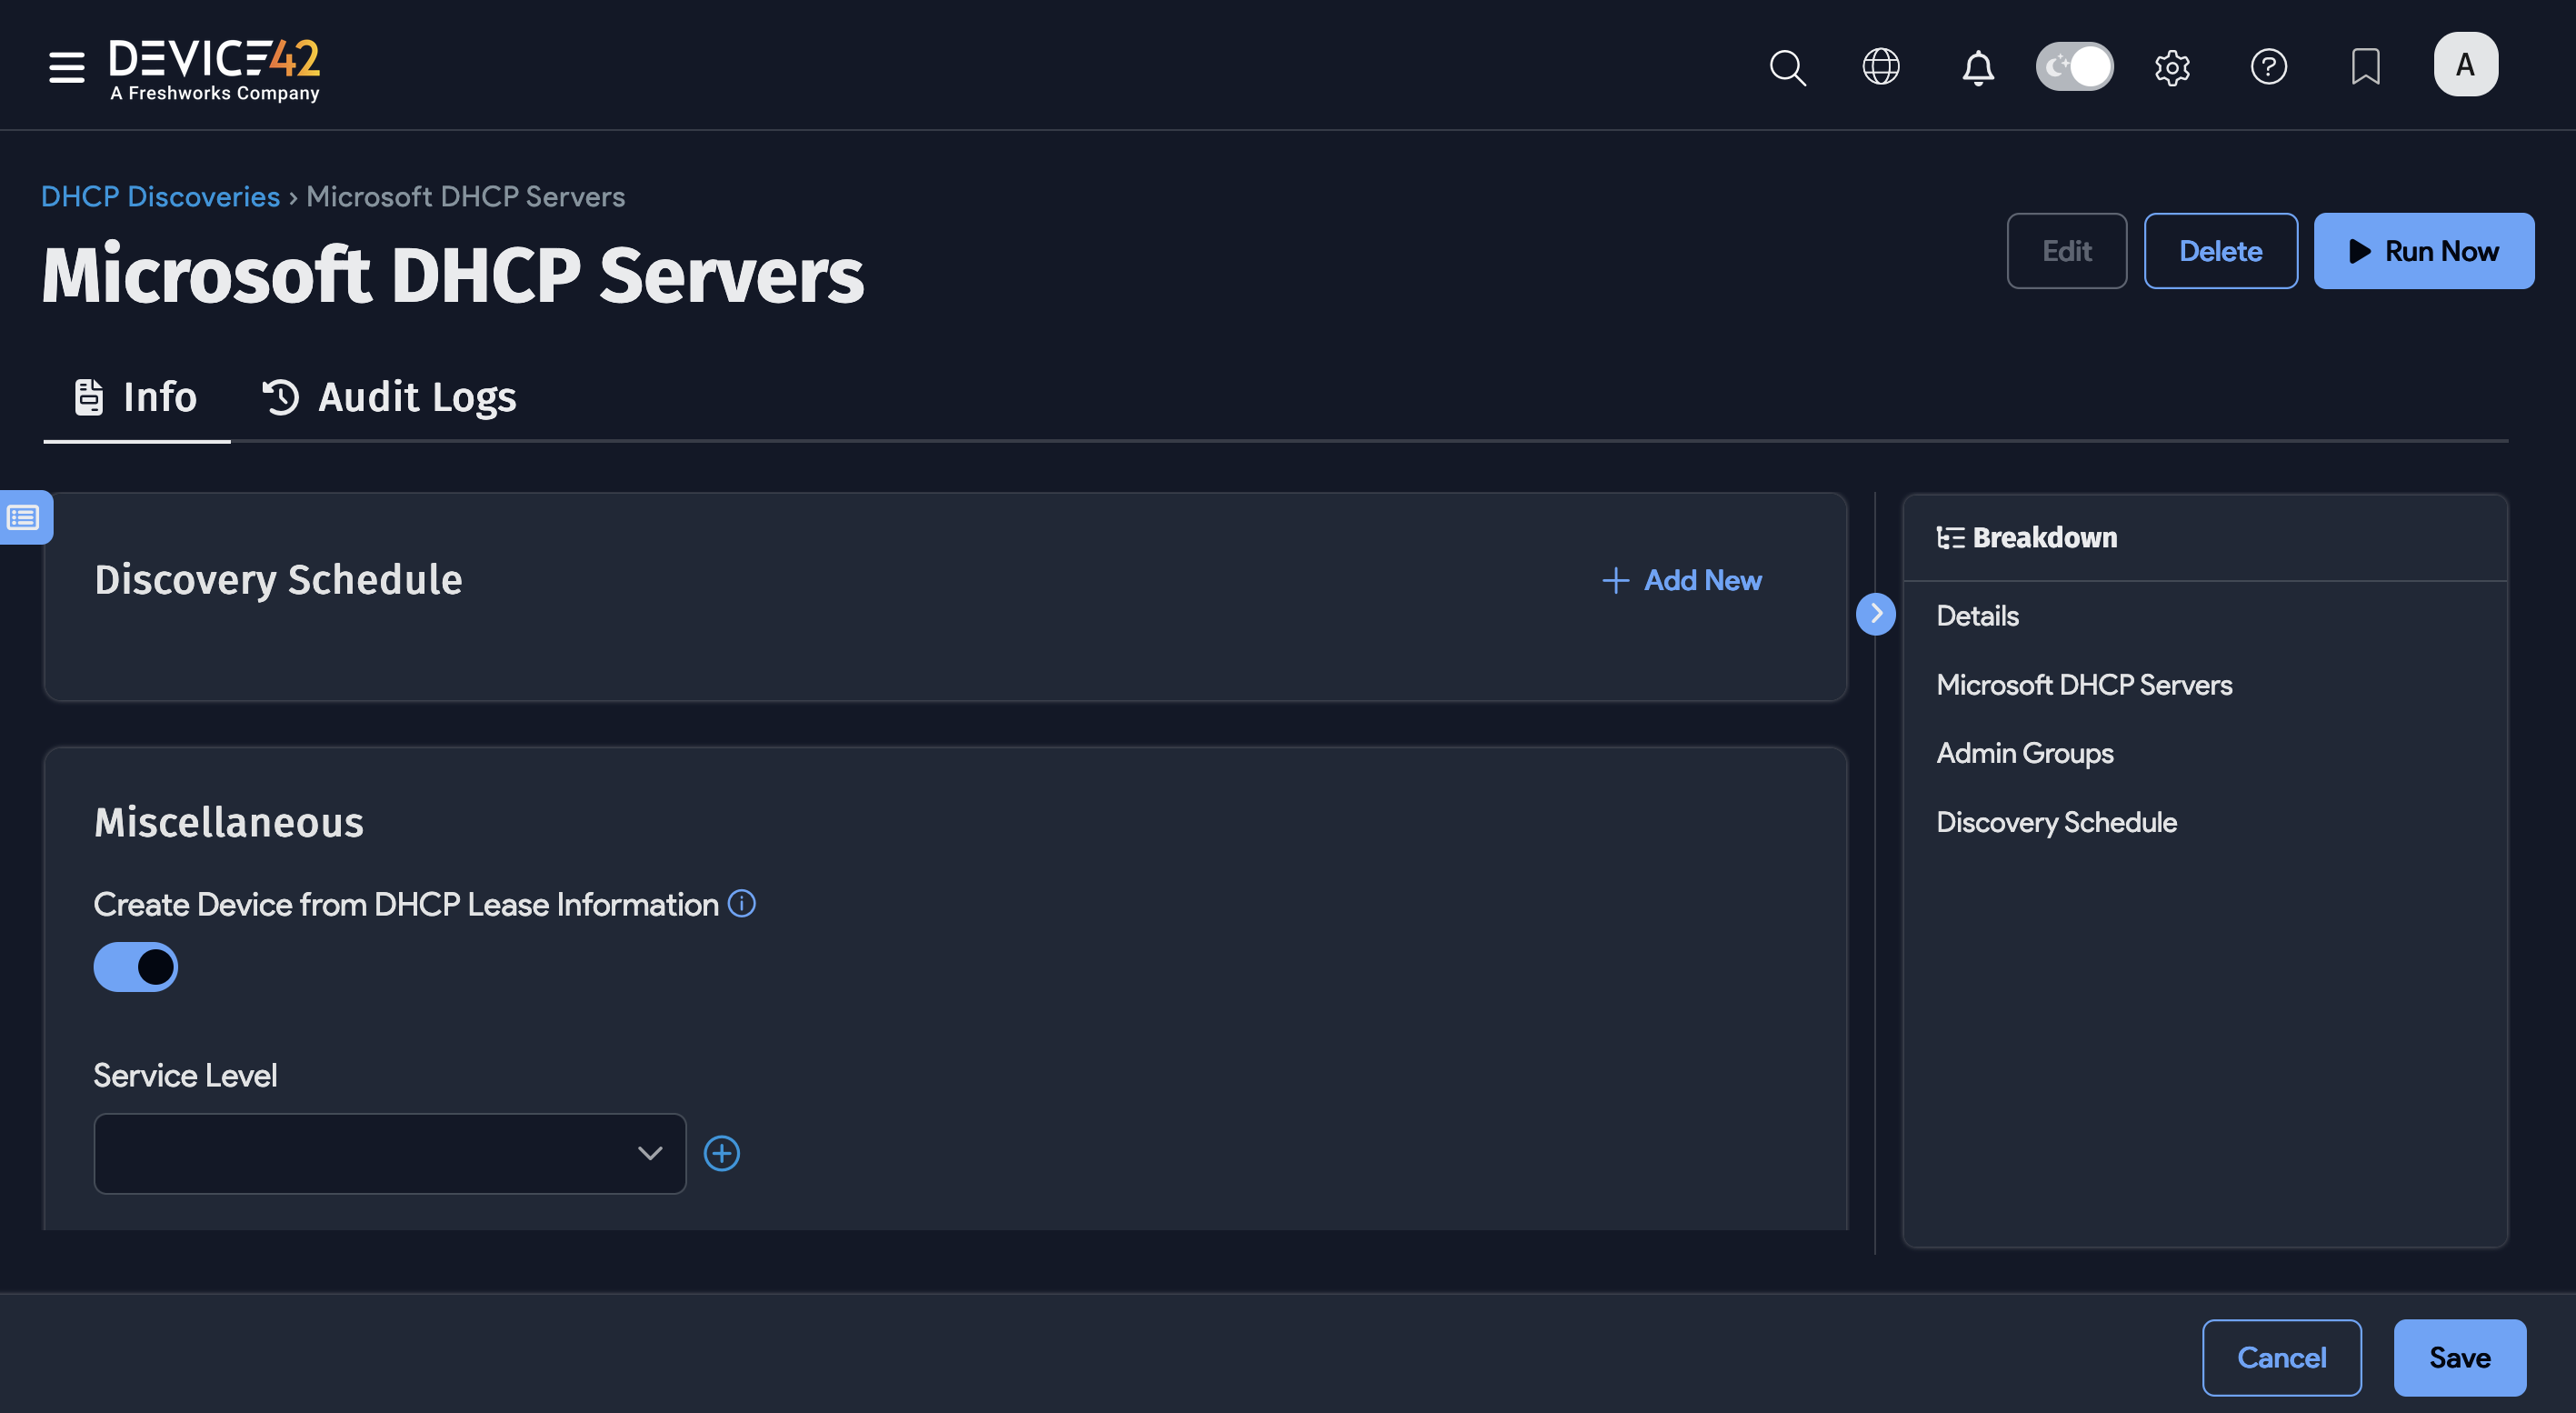 DEVICE42
A Freshworks Company
A
DHCP Discoveries › Microsoft DHCP Servers
Microsoft DHCP Servers
Edit
Delete
Run Now
Info
Audit Logs
Discovery Schedule
+ Add New
Miscellaneous
Create Device from DHCP Lease Information
Service Level
Breakdown
Details
Microsoft DHCP Servers
Admin Groups
Discovery Schedule
Cancel
Save